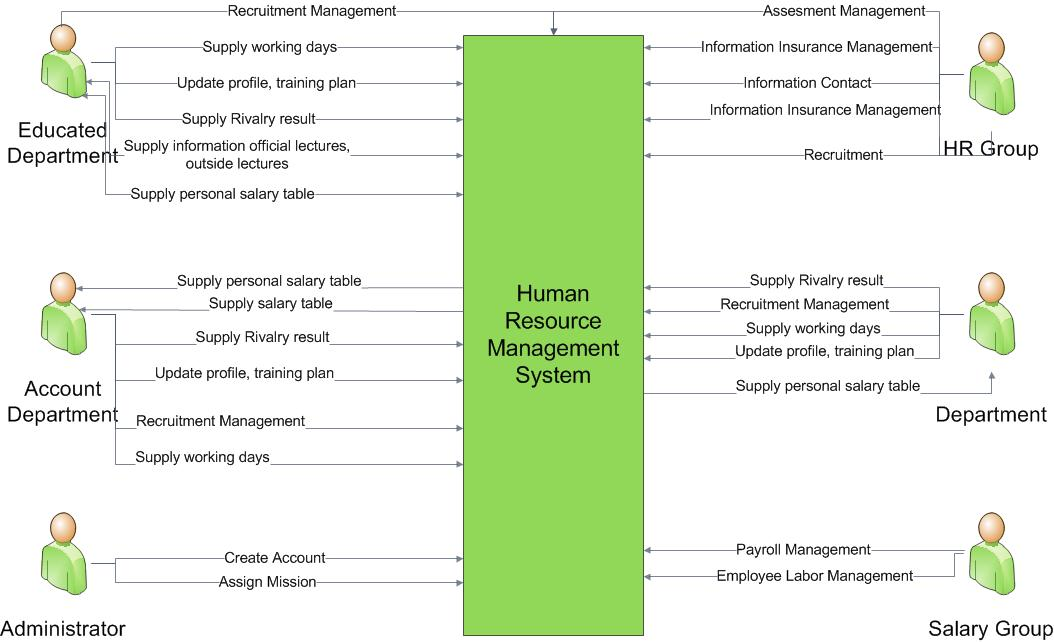 Recruitment Management
Supply working days
Update profile, training plan
Supply Rivalry result
Educated
Department
Supply information official lectures,
outside lectures
Supply personal salary table
Assesment Management
Information Insurance Management
Information Contact
Information Insurance Management
Recruitment
HR Group
Human
Resource
Management
System
Supply personal salary table
Supply salary table
Supply Rivalry result
Update profile, training plan
Account
Department
Recruitment Management
Supply working days
Supply Rivalry result
Recruitment Management
Supply working days
Update profile, training plan
Supply personal salary table
Department
Create Account
Assign Mission
Administrator
Payroll Management
Employee Labor Management
Salary Group